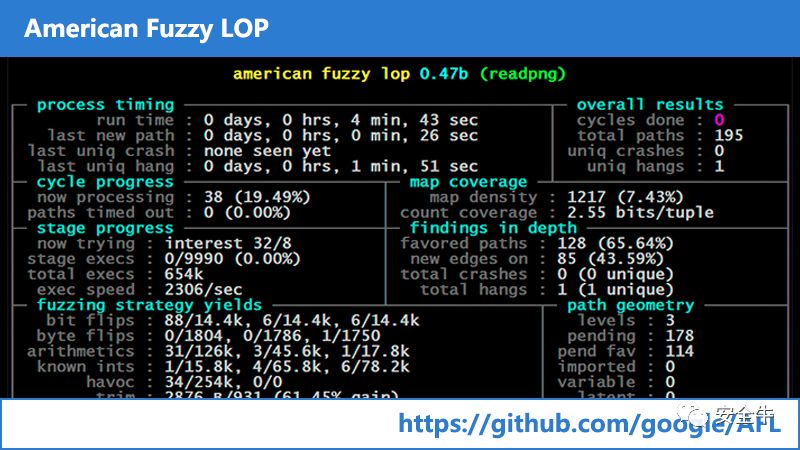 American Fuzzy LOP
american fuzzy lop 0.47b (readpng)
process timing
run time : 0 days, 0 hrs, 4 min, 43 sec
last new path : 0 days, 0 hrs, 0 min, 26 sec
last uniq crash : none seen yet
last uniq hang : 0 days, 0 hrs, 1 min, 51 sec
overall results
cycles done : 0
total paths : 195
uniq crashes : 0
uniq hangs : 1
cycle progress
now processing : 38 (19.49%)
paths timed out : 0 (0.00%)
map coverage
map density : 1217 (7.43%)
count coverage : 2.55 bits/tuple
stage progress
now trying : interest 32/8
stage execs : 0/9990 (0.00%)
total execs : 654k
exec speed : 2306/sec
findings in depth
favored paths : 128 (65.64%)
new edges on : 85 (43.59%)
total crashes : 0 (0 unique)
total hangs : 1 (1 unique)
fuzzing strategy yields
bit flips : 88/14.4k, 6/14.4k, 6/14.4k
byte flips : 0/1804, 0/1786, 1/1750
arithmetics : 31/126k, 3/45.6k, 1/17.8k
known ints : 1/15.8k, 4/65.8k, 6/78.2k
havoc : 34/254k, 0/0
trim : 2876 B/931 (61.45% gain)
path geometry
levels : 3
pending : 178
pend fav : 114
imported : 0
variable : 0
latent : 0
安全牛
https://github.com/google/AFL